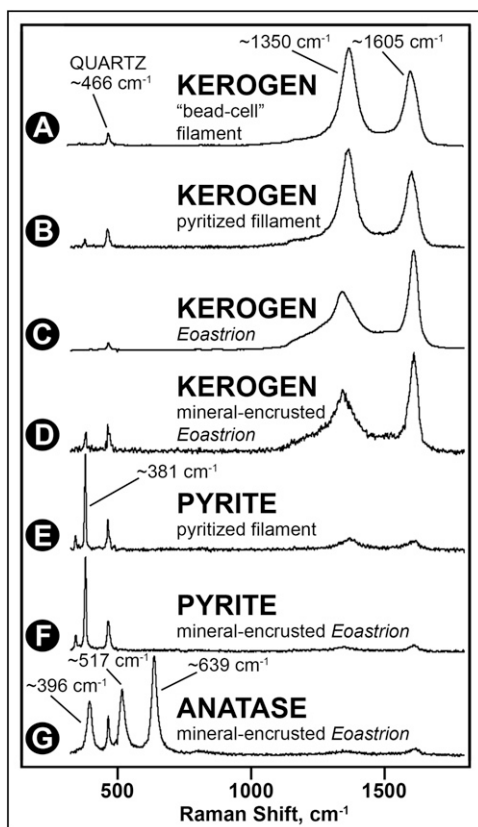 ~1350 cm-1
~1605 cm-1
QUARTZ
~466 cm-1
A
KEROGEN
“bead-cell”
filament
B
KEROGEN
pyritized fillament
C
KEROGEN
Eoastrion
D
KEROGEN
mineral-encrusted
Eoastrion
~381 cm-1
E
PYRITE
pyritized filament
F
PYRITE
mineral-encrusted Eoastrion
~517 cm-1
~639 cm-1
~396 cm-1
G
ANATASE
mineral-encrusted Eoastrion
500
1000
1500
Raman Shift, cm-1